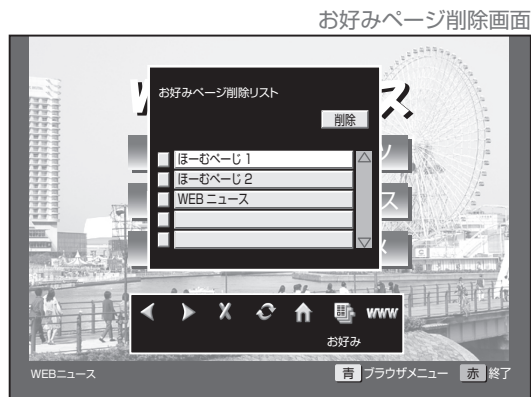 お好みページ削除画面
お好みページ削除リスト
削除
ほーむぺーじ 1
ほーむぺーじ 2
WEB ニュース
www
お好み
WEBニュース
青 ブラウザメニュー 赤 終了